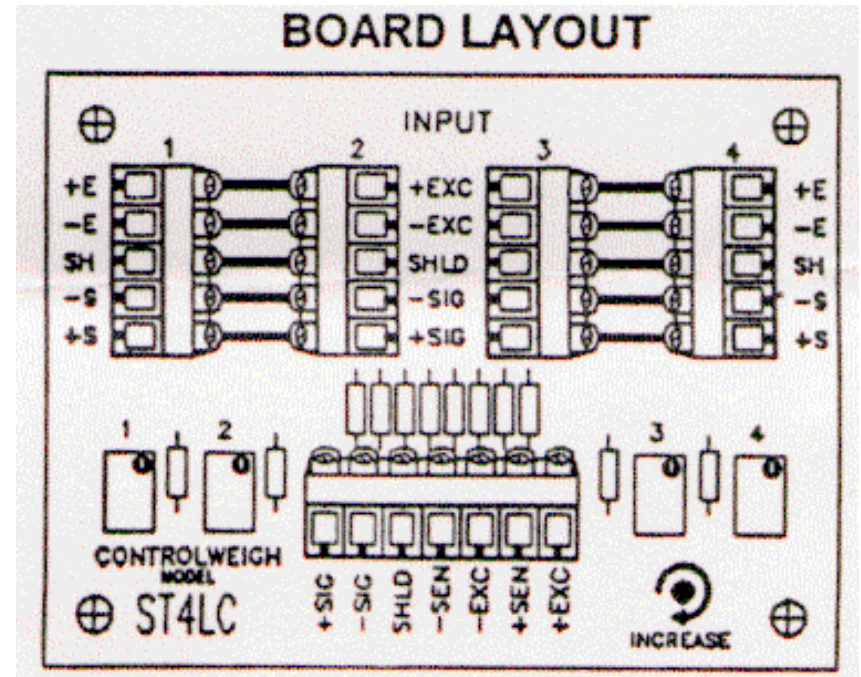 BOARD LAYOUT
INPUT
1 2 3 4
+E +EXC +E
-E -EXC -E
SH SHLD SH
-S -SIG -S
+S +SIG +S
1 2 3 4
CONTROLWEIGH
MODEL
ST4LC
+SIG -SIG SHLD -SEN -EXC +SEN +EXC
INCREASE